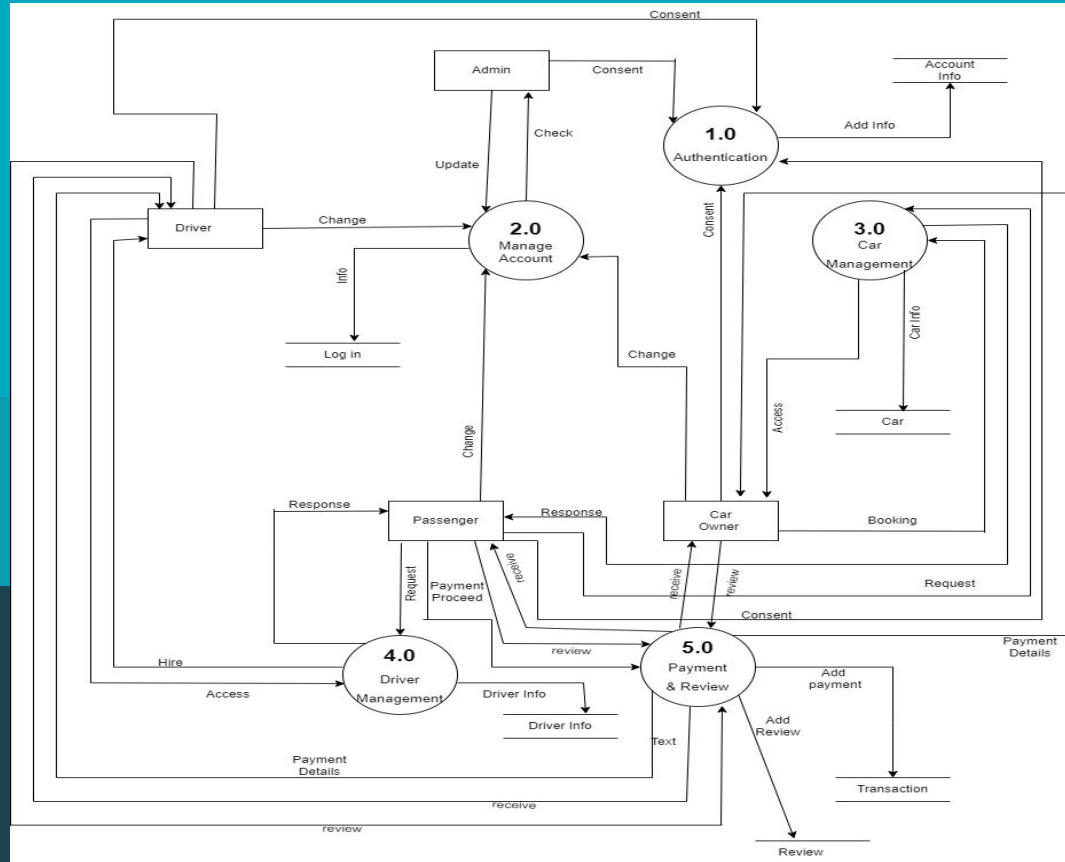 Consent
Admin
Consent
Account
Info
Check
1.0
Authentication
Add Info
Update
Driver
Change
2.0
Manage
Account
Consent
3.0
Car
Management
Info
Log in
Change
Car Info
Access
Car
Change
Response
Passenger
Response
Car
Owner
Booking
Request
Payment
Proceed
receive
receive
review
Request
Consent
review
4.0
Driver
Management
5.0
Payment
& Review
Payment
Details
Hire
Access
Driver Info
Driver Info
Add
payment
Add
Review
Text
Payment
Details
Transaction
receive
review
Review